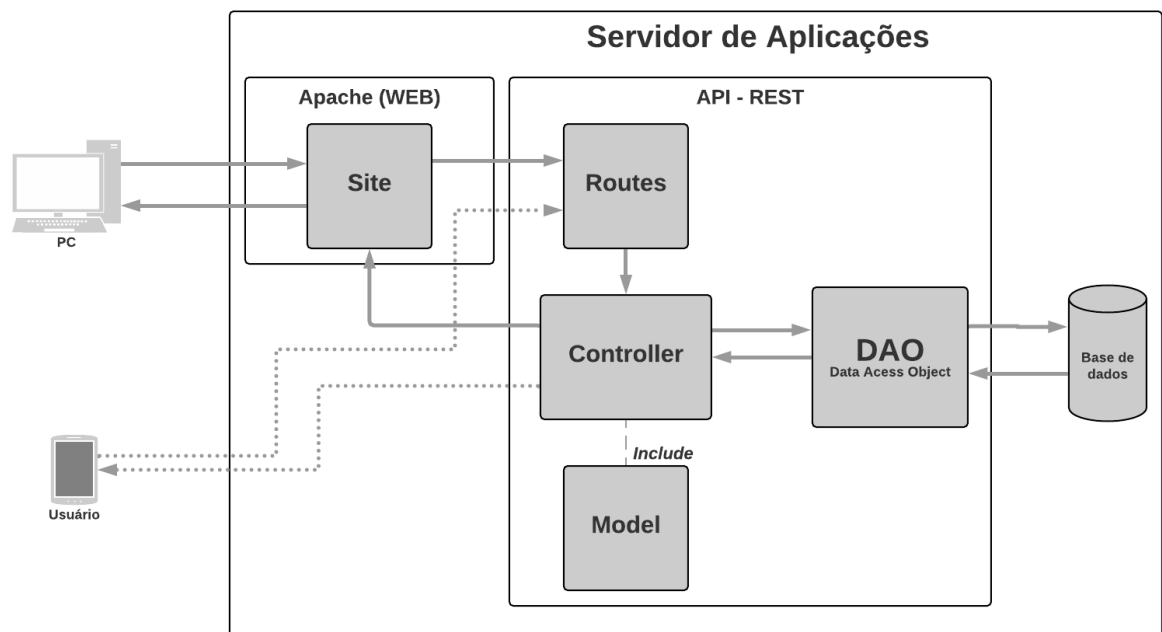 Servidor de Aplicações
Apache (WEB)
API - REST
Site
Routes
PC
Controller
DAO
Data Acess Object
Base de
dados
Include
Usuário
Model